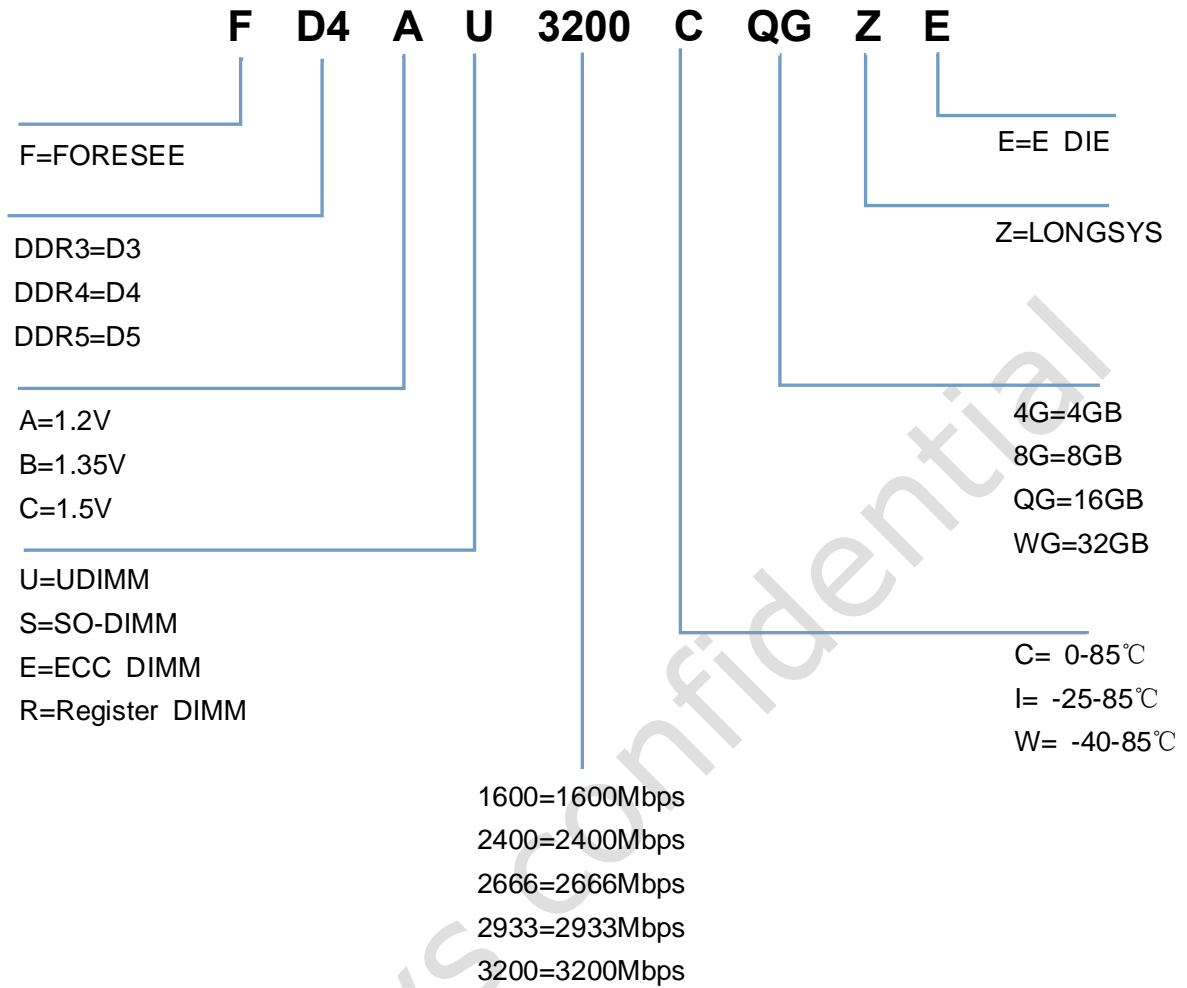 F D4 A U 3200 C QG Z E
F=FORESEE
DDR3=D3
DDR4=D4
DDR5=D5
A=1.2V
B=1.35V
C=1.5V
U=UDIMM
S=SO-DIMM
E=ECC DIMM
R=Register DIMM
1600=1600Mbps
2400=2400Mbps
2666=2666Mbps
2933=2933Mbps
3200=3200Mbps
C= 0-85℃
I= -25-85℃
W= -40-85℃
4G=4GB
8G=8GB
QG=16GB
WG=32GB
Z=LONGSYS
E=E DIE
confidential